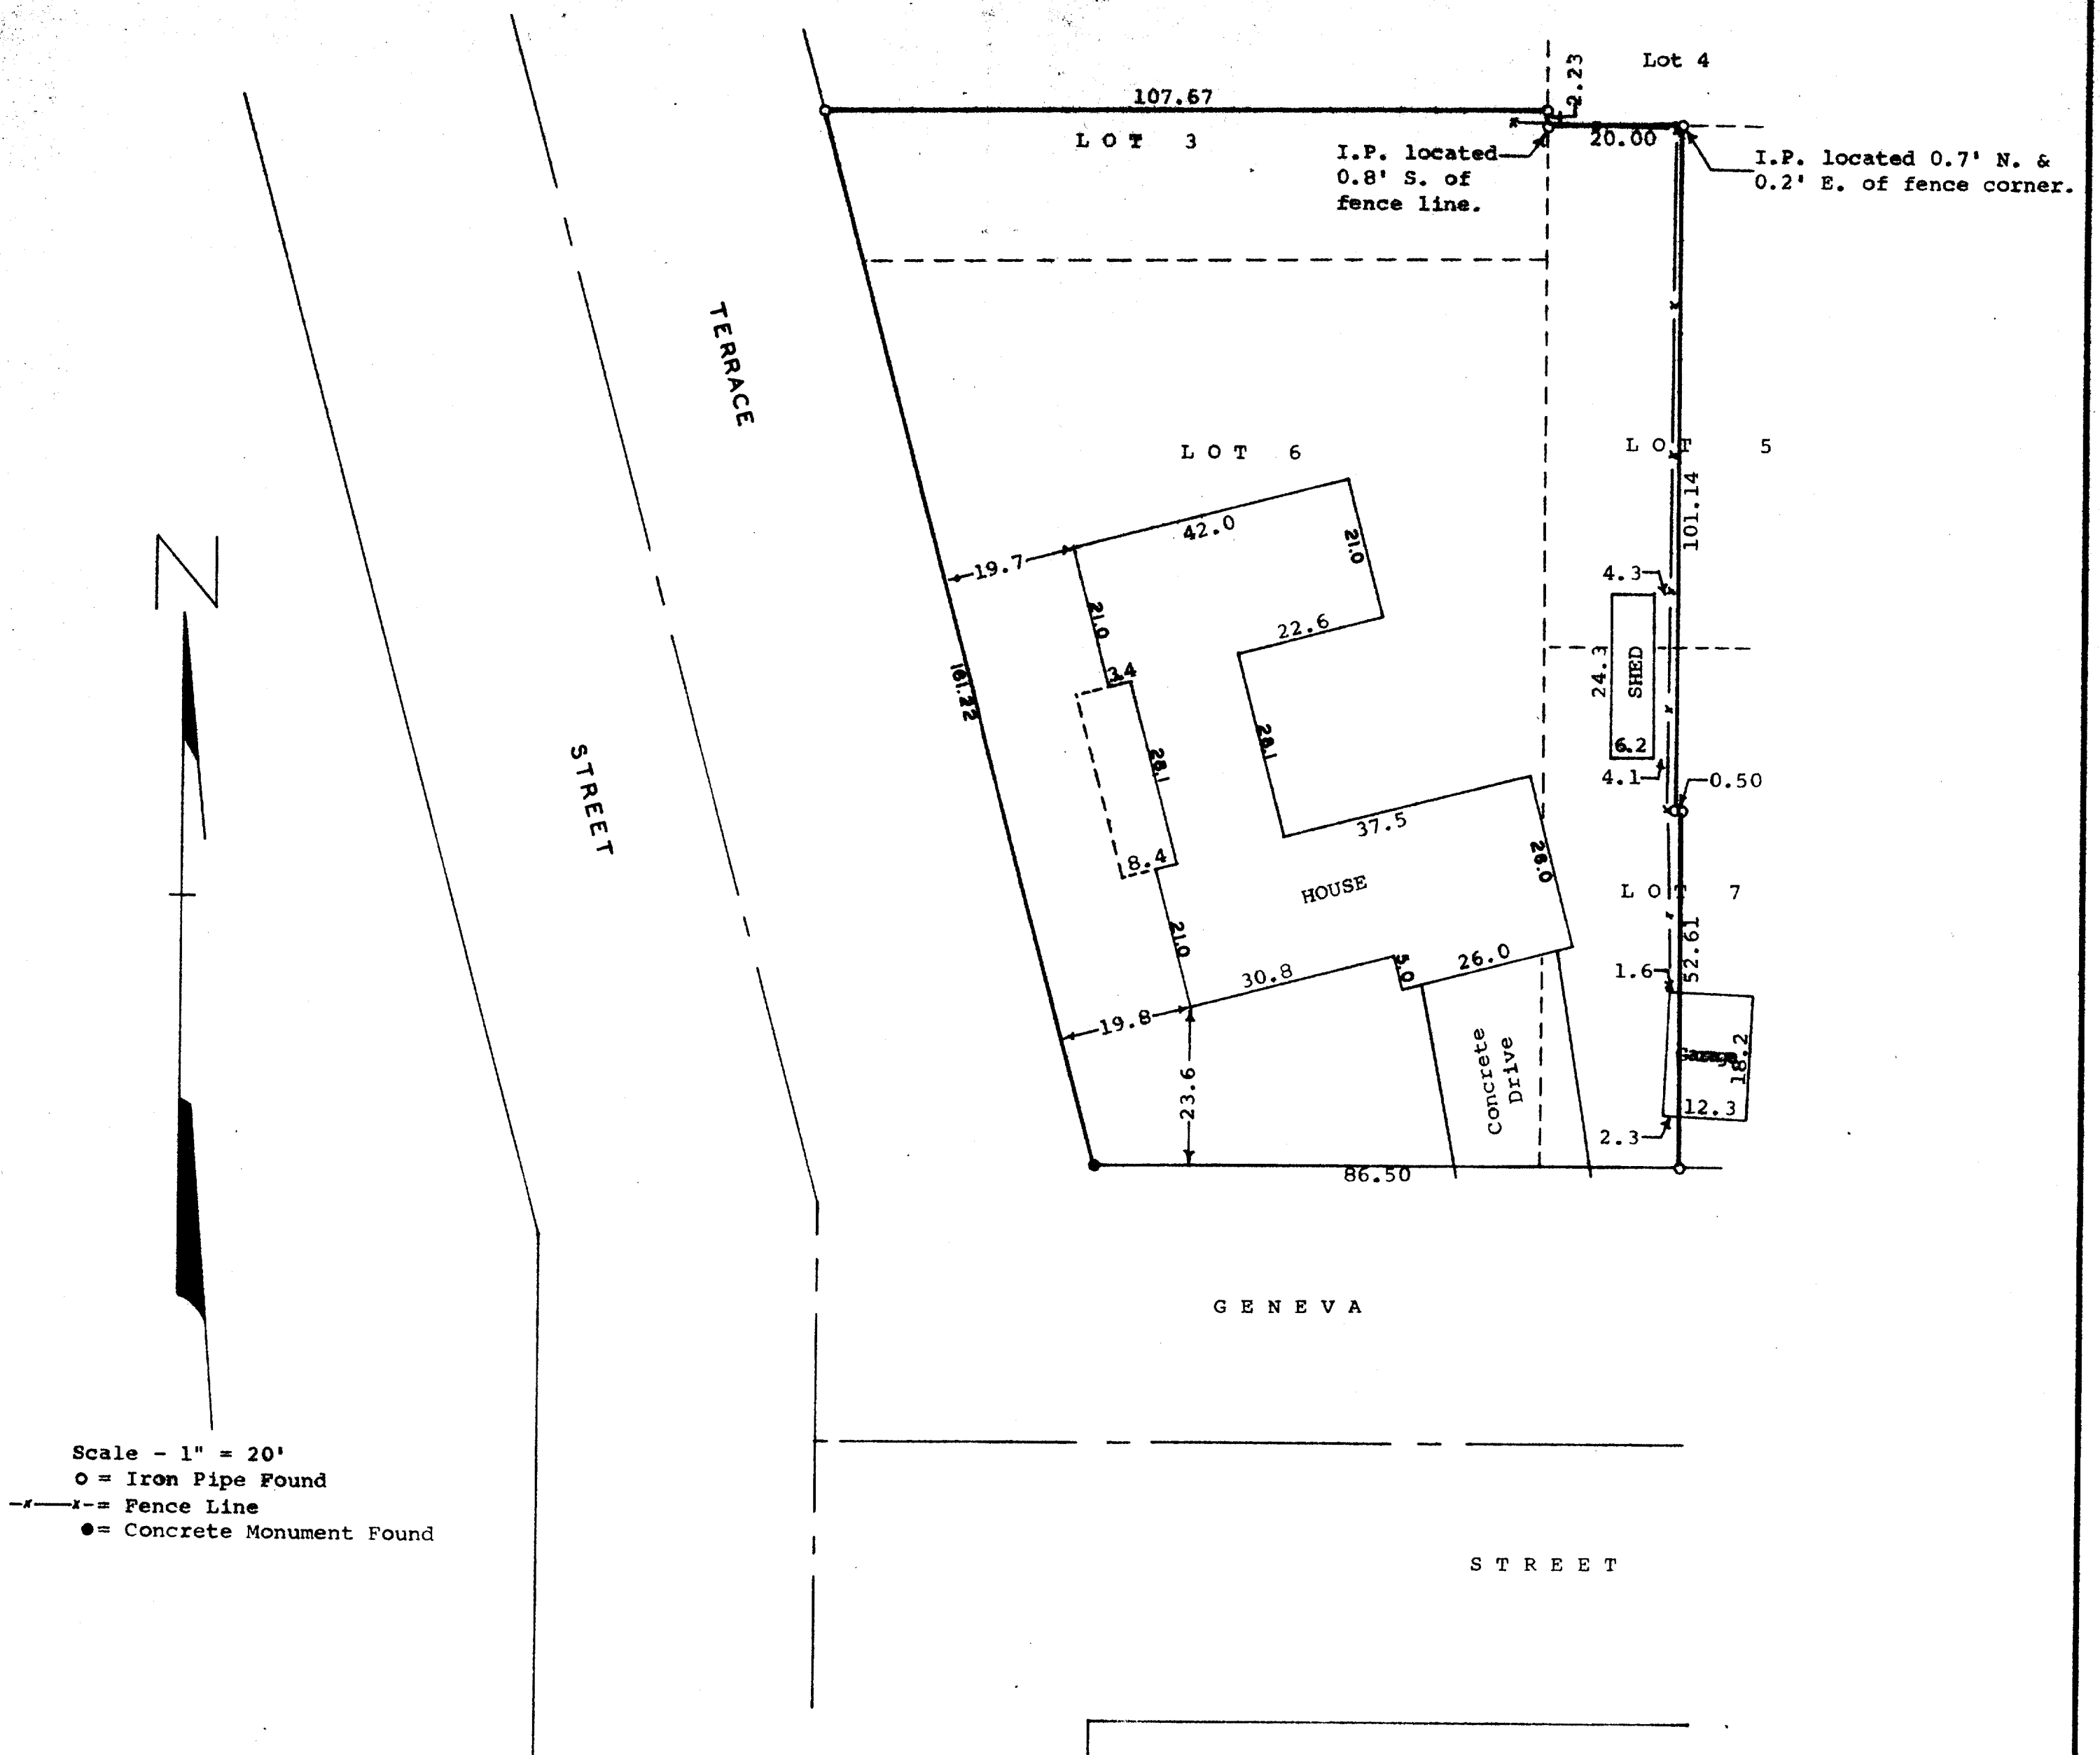 Lot 4
2.23
107.67
LOT 3
20.00
I.P. located
0.8' S. of
fence line.
I.P. located 0.7' N. &
0.2' E. of fence corner.
TERRACE
STREET
LOT 6
LOT 5
101.14
42.0
21.0
19.7
21.0
22.6
3.4
161.22
28.1
28.1
8.4
4.3
24.3
SHED
6.2
4.1
0.50
37.5
26.0
HOUSE
LOT 7
52.61
21.0
30.8
5.0
26.0
1.6
19.8
23.6
Concrete
Drive
Garage
18.2
12.3
2.3
86.50
N
GENEVA
STREET
Scale - 1" = 20'
o = Iron Pipe Found
-x-x- = Fence Line
●= Concrete Monument Found